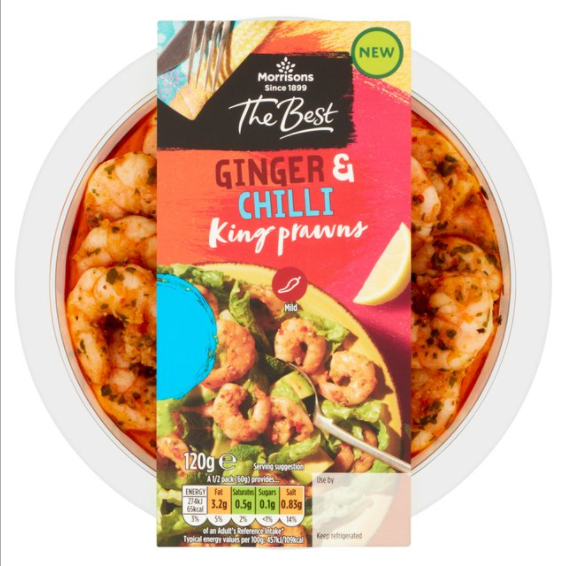 NEW
Morrisons
Since 1899
The Best
GINGER &
CHILLI
King prawns
Mild
120g ℮
Serving suggestion
A 1/2 pack (60g) provides...
ENERGY Fat Saturates Sugars Salt
274kJ
65kcal 3.2g 0.5g 0.1g 0.83g
3% 5% 2% <1% 14%
of an Adult's Reference Intake*
Typical energy values per 100g: 457kJ/109kcal
Use by
Keep refrigerated